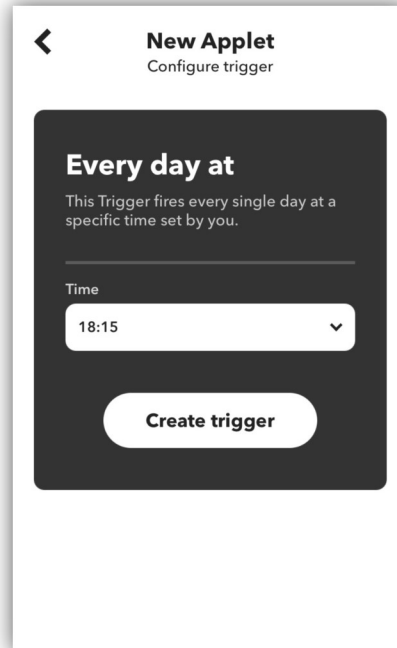 New Applet
Configure trigger
Every day at
This Trigger fires every single day at a
specific time set by you.
Time
18:15
Create trigger